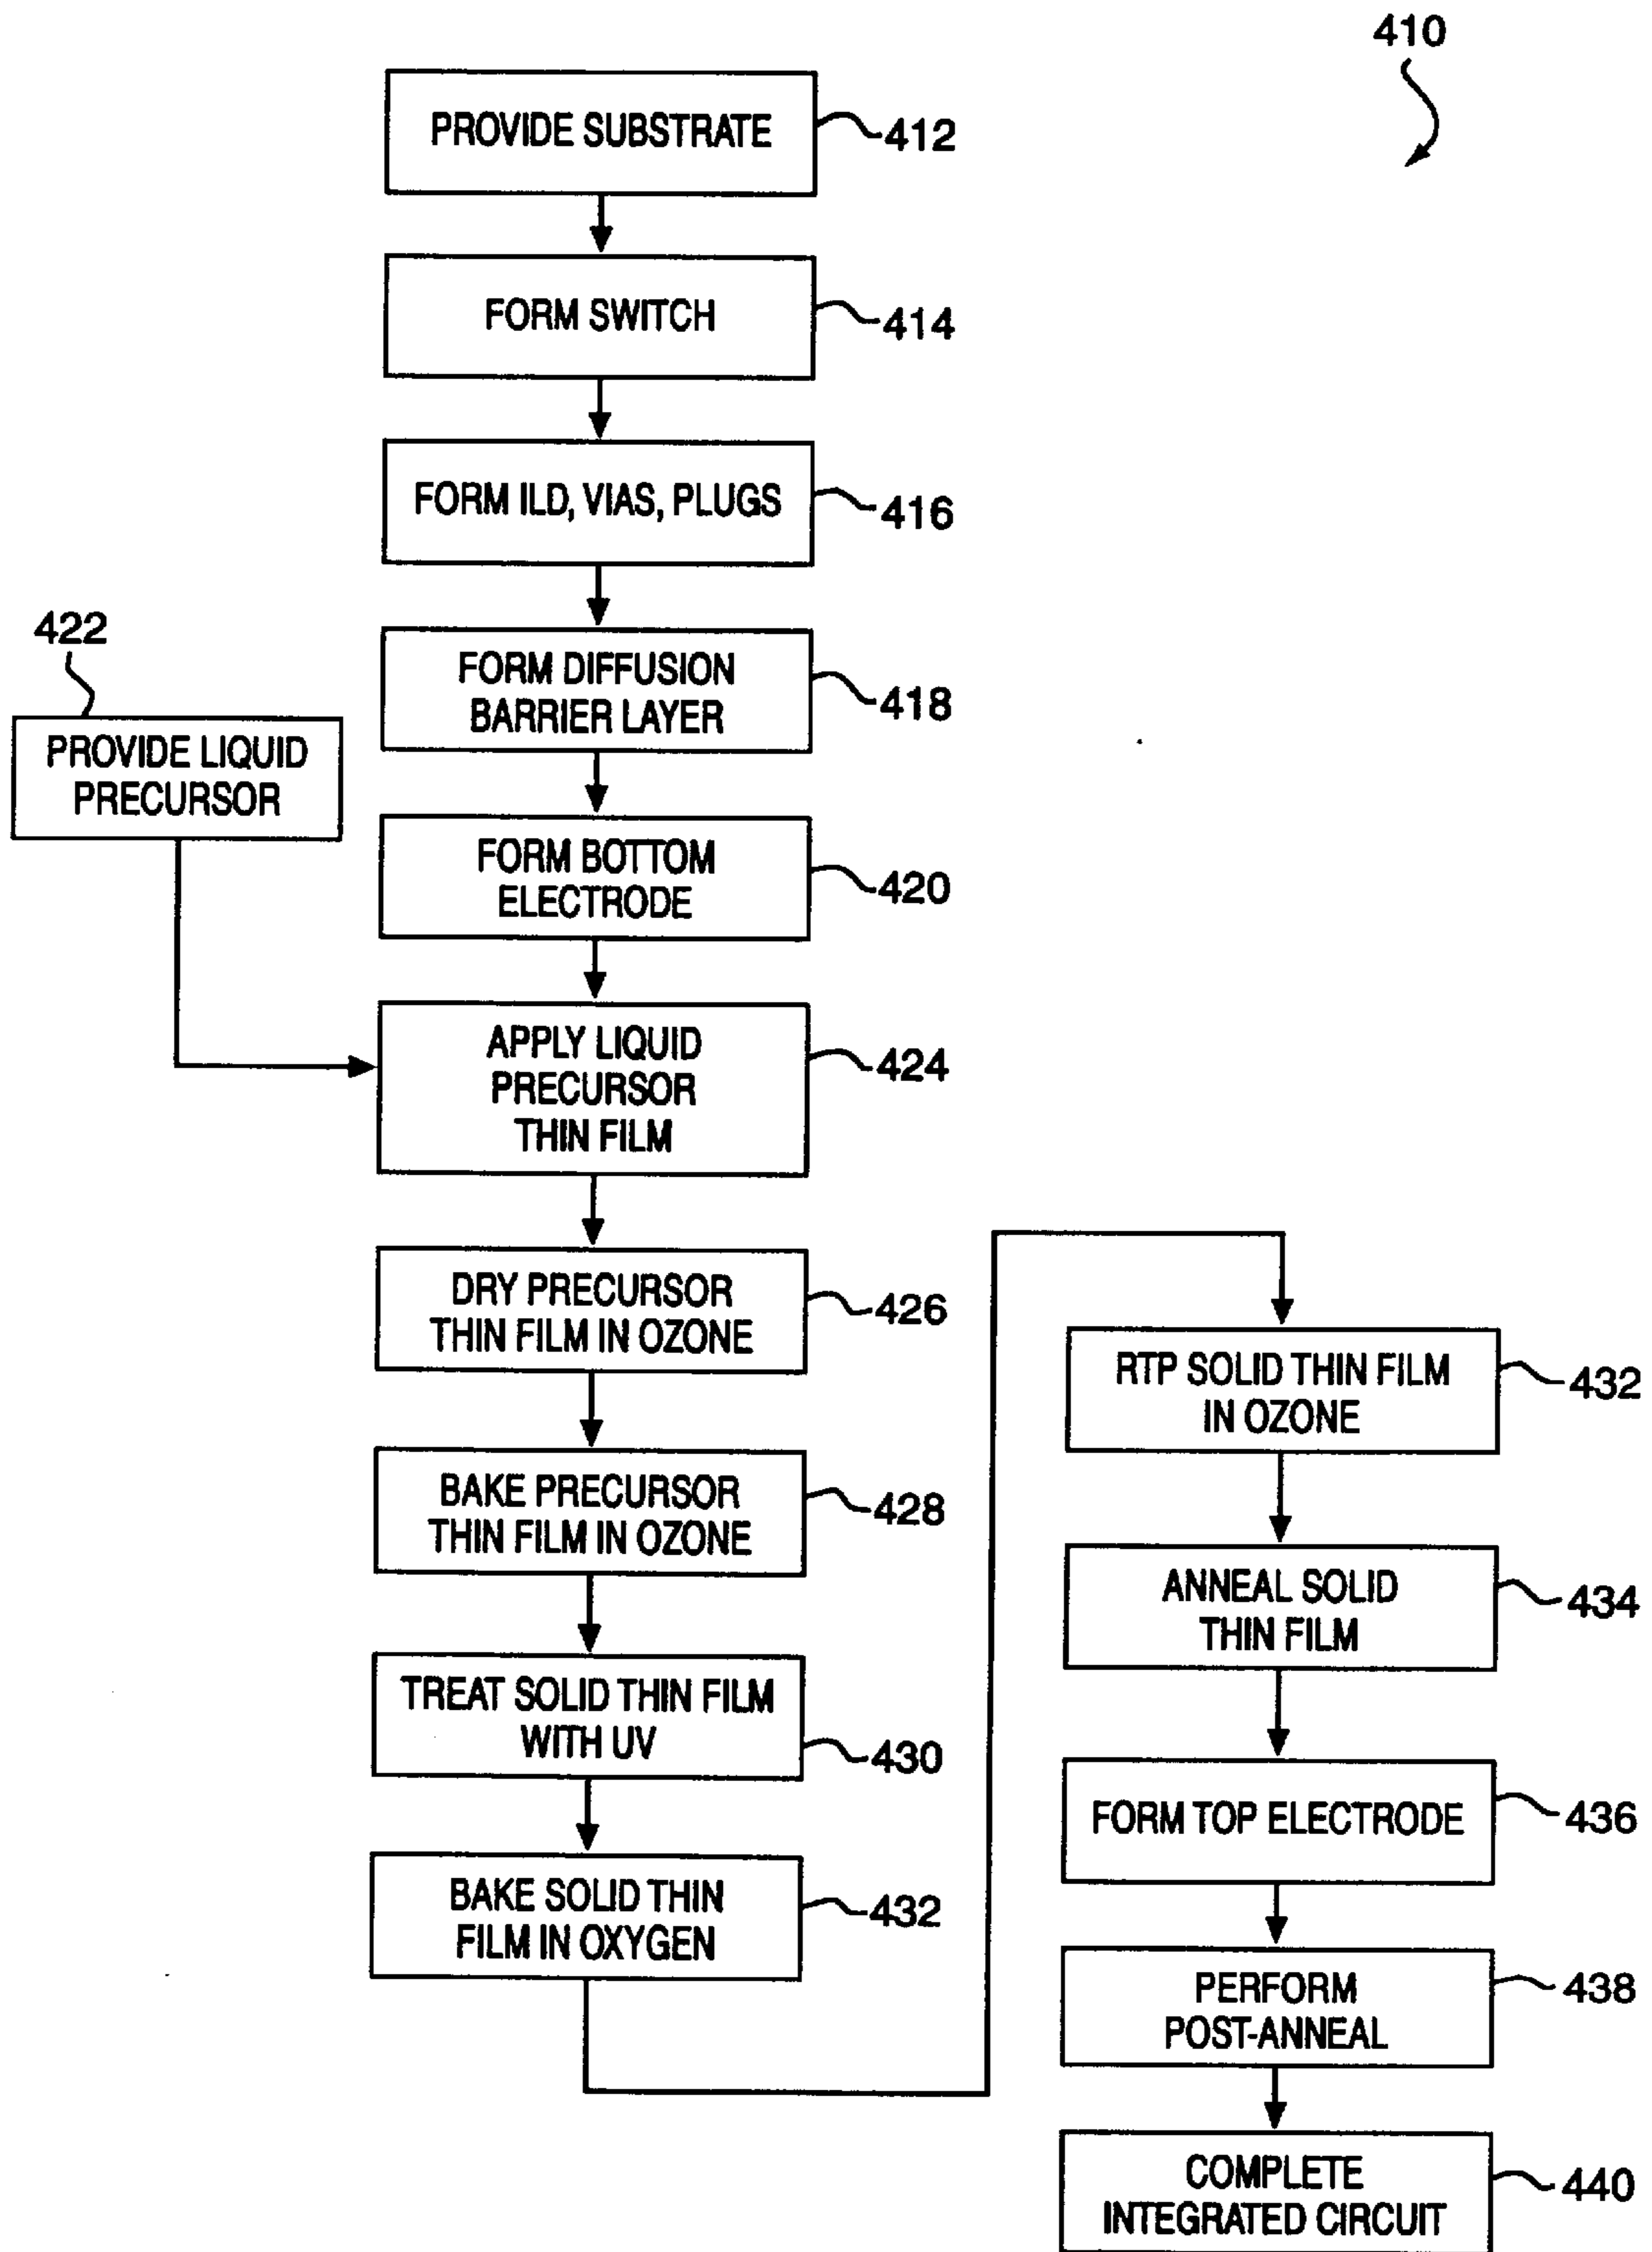 410
PROVIDE SUBSTRATE
412
FORM SWITCH
414
FORM ILD, VIAS, PLUGS
416
422
PROVIDE LIQUID
PRECURSOR
FORM DIFFUSION
BARRIER LAYER
418
FORM BOTTOM
ELECTRODE
420
APPLY LIQUID
PRECURSOR
THIN FILM
424
DRY PRECURSOR
THIN FILM IN OZONE
426
BAKE PRECURSOR
THIN FILM IN OZONE
428
TREAT SOLID THIN FILM
WITH UV
430
BAKE SOLID THIN
FILM IN OXYGEN
432
RTP SOLID THIN FILM
IN OZONE
432
ANNEAL SOLID
THIN FILM
434
FORM TOP ELECTRODE
436
PERFORM
POST-ANNEAL
438
COMPLETE
INTEGRATED CIRCUIT
440